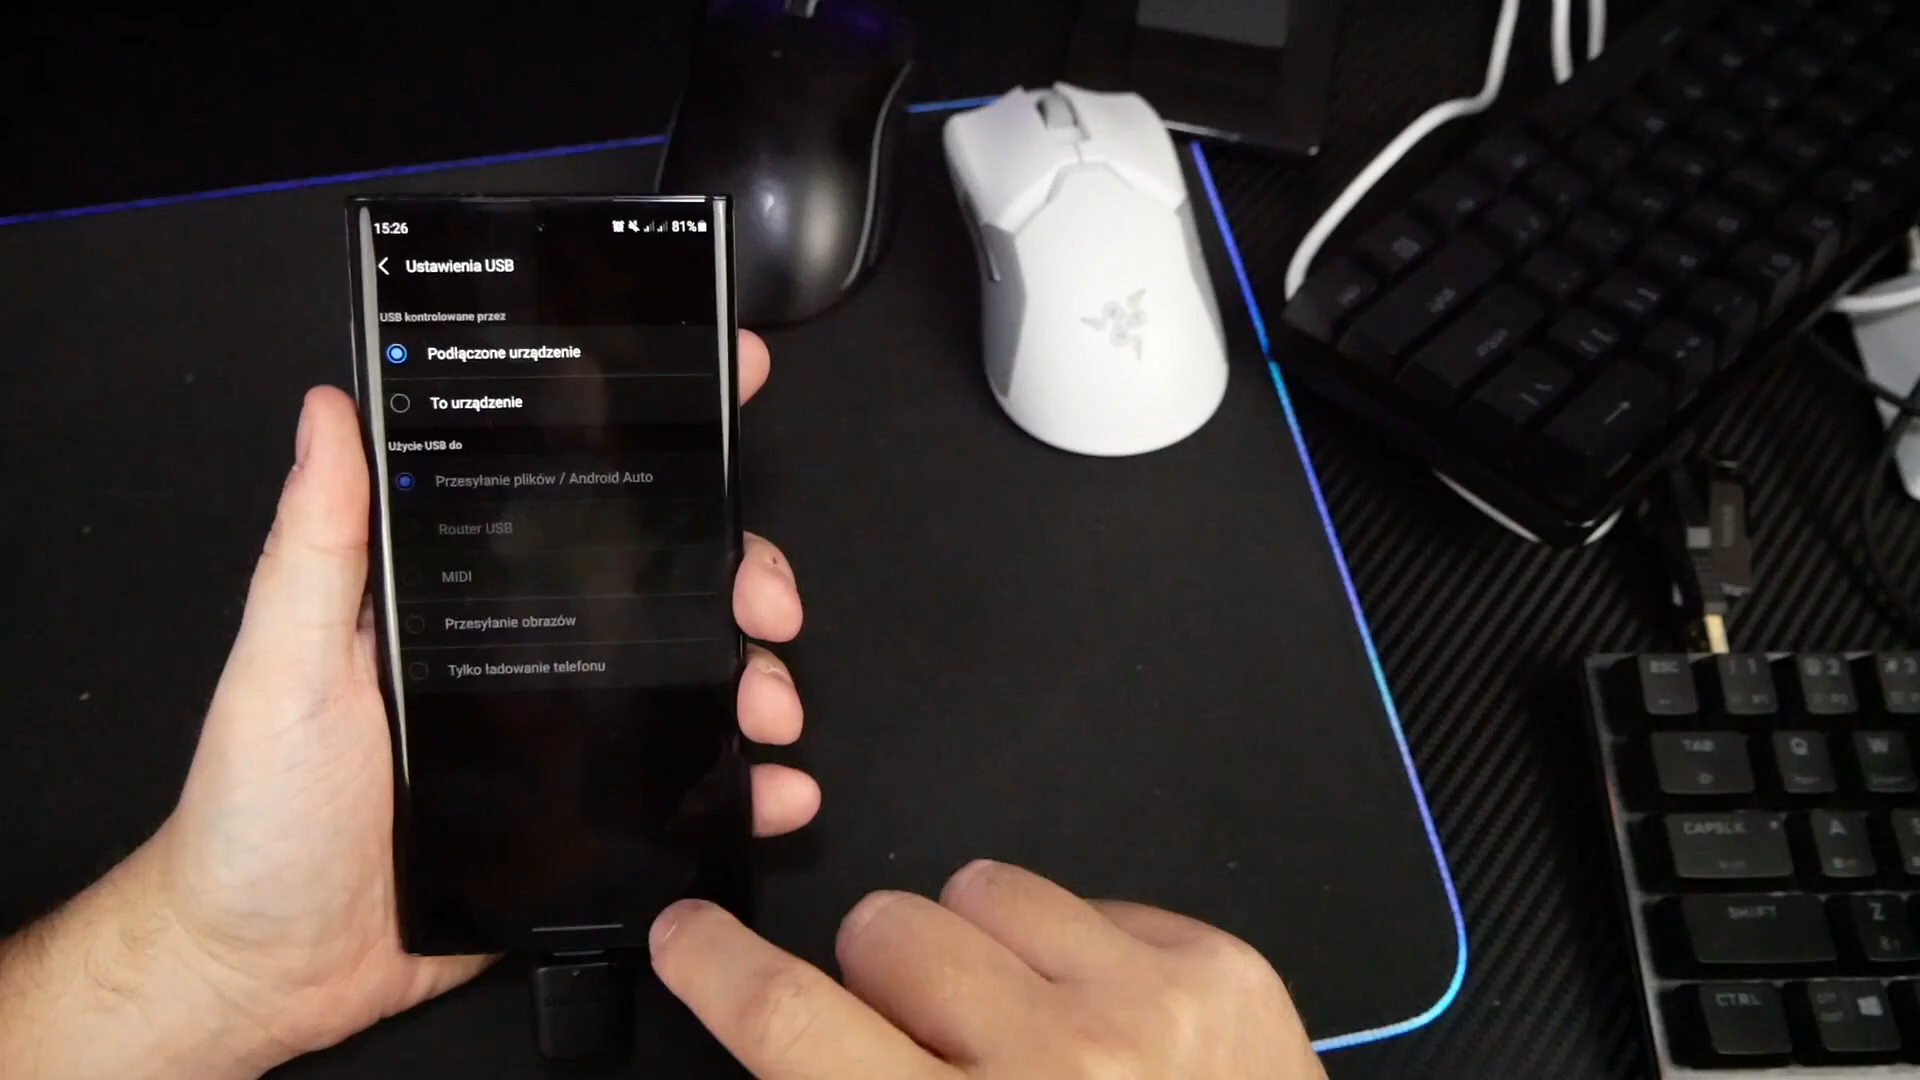 15:26
81%
Ustawienia USB
USB kontrolowane przez
Podłączone urządzenie
To urządzenie
Użycie USB do
Przesyłanie plików / Android Auto
Router USB
MIDI
Przesyłanie obrazów
Tylko ładowanie telefonu
ESC
TAB
Q
W
CAPSLK
A
SHIFT
Z
CTRL